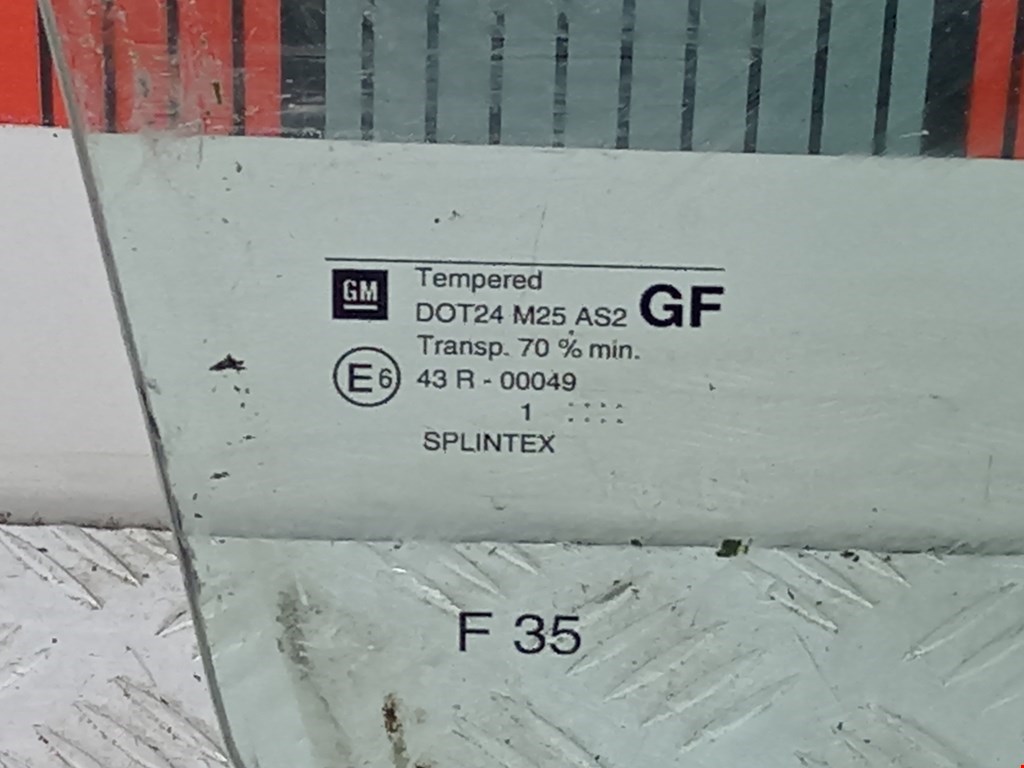 GM Tempered
DOT24 M25 AS2 GF
Transp. 70 % min.
E6 43 R - 00049
1
SPLINTEX
F 35